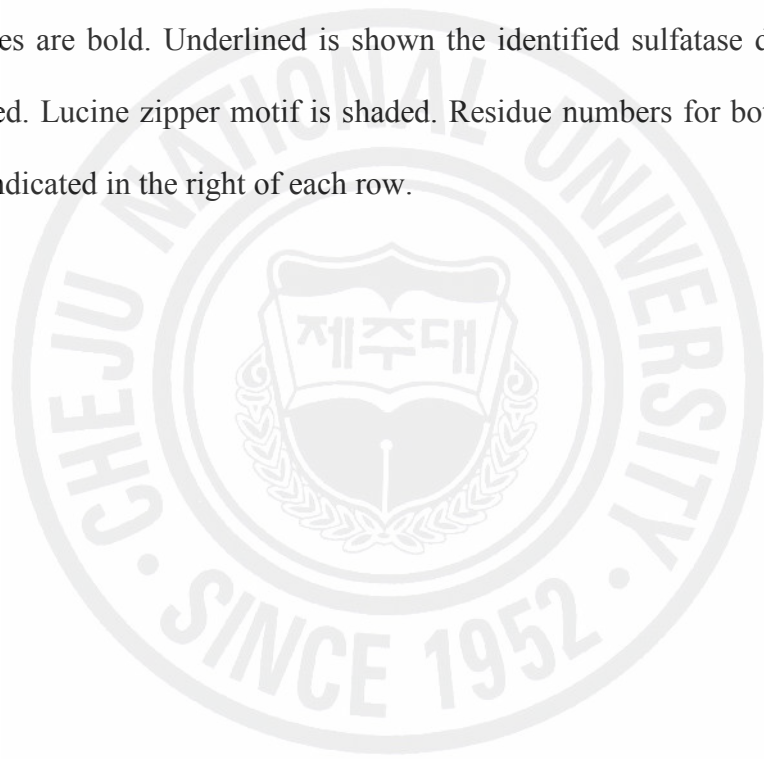 es are bold. Underlined is shown the identified sulfatase d
ed. Lucine zipper motif is shaded. Residue numbers for bo
ndicated in the right of each row.
CHEJU NATIONAL UNIVERSITY
제주대
· SINCE 1952 ·